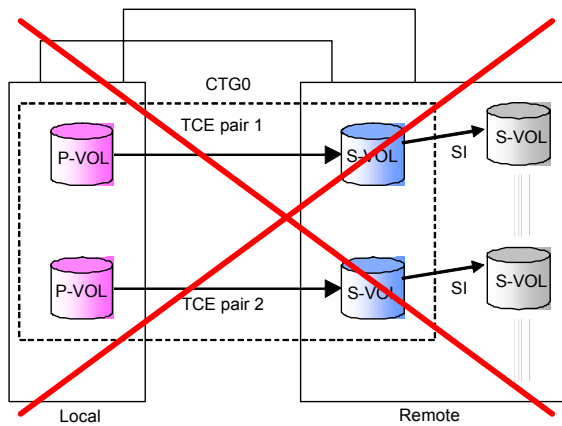 CTG0
TCE pair 1
P-VOL
S-VOL
SI
S-VOL
P-VOL
TCE pair 2
S-VOL
SI
S-VOL
Local
Remote